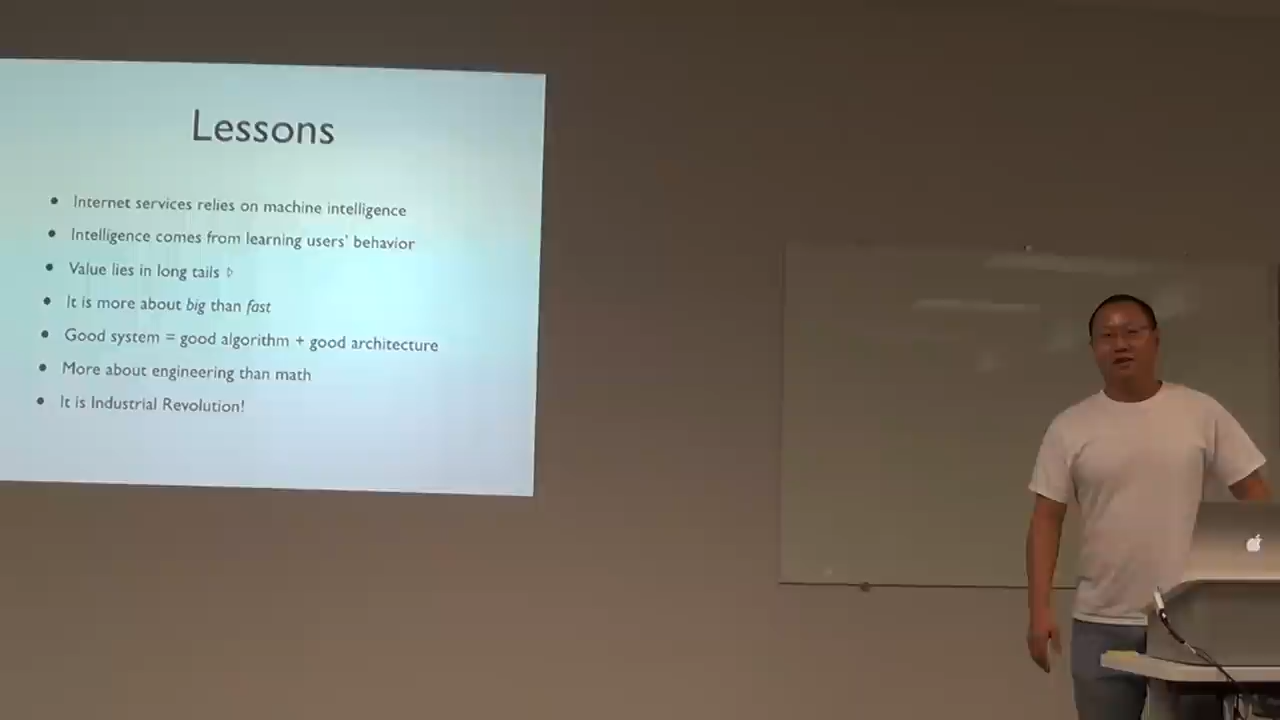 Lessons
Internet services relies on machine intelligence
Intelligence comes from learning users' behavior
Value lies in long tails
It is more about big than fast
Good system = good algorithm + good architecture
More about engineering than math
It is Industrial Revolution!